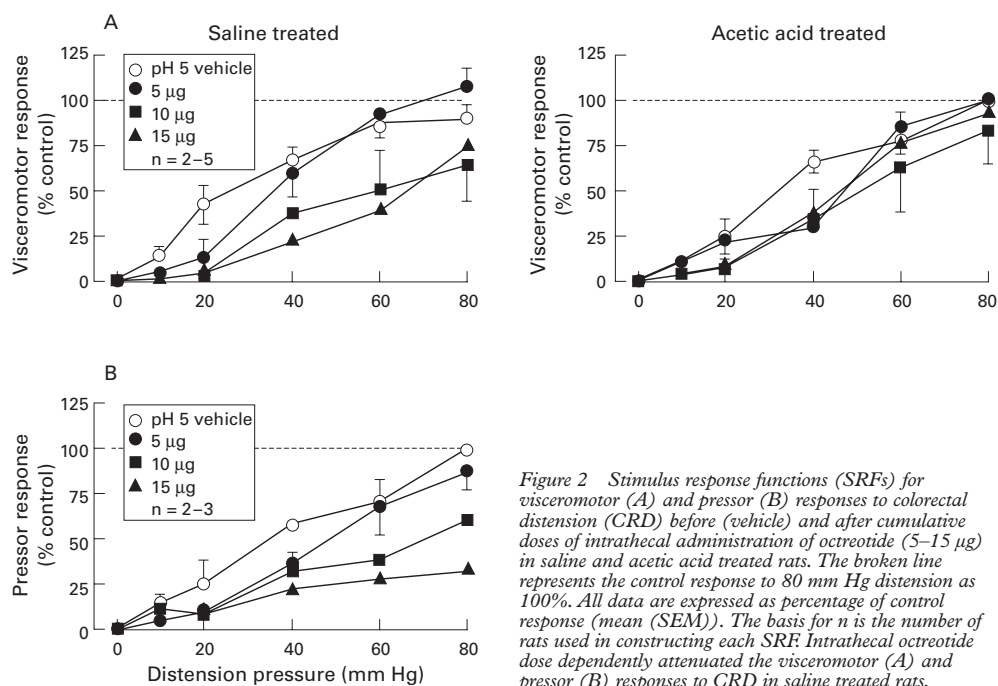 A
Saline treated
Acetic acid treated
Visceromotor response
(% control)
125
100
75
50
25
0
pH 5 vehicle
5 µg
10 µg
15 µg
n = 2–5
0
20
40
60
80
Visceromotor response
(% control)
125
100
75
50
25
0
0
20
40
60
80
B
Pressor response
(% control)
125
100
75
50
25
0
pH 5 vehicle
5 µg
10 µg
15 µg
n = 2–3
0
20
40
60
80
Distension pressure (mm Hg)
Figure 2 Stimulus response functions (SRFs) for
visceromotor (A) and pressor (B) responses to colorectal
distension (CRD) before (vehicle) and after cumulative
doses of intrathecal administration of octreotide (5–15 µg)
in saline and acetic acid treated rats. The broken line
represents the control response to 80 mm Hg distension as
100%. All data are expressed as percentage of control
response (mean (SEM)). The basis for n is the number of
rats used in constructing each SRF. Intrathecal octreotide
dose dependently attenuated the visceromotor (A) and
pressor (B) responses to CRD in saline treated rats.